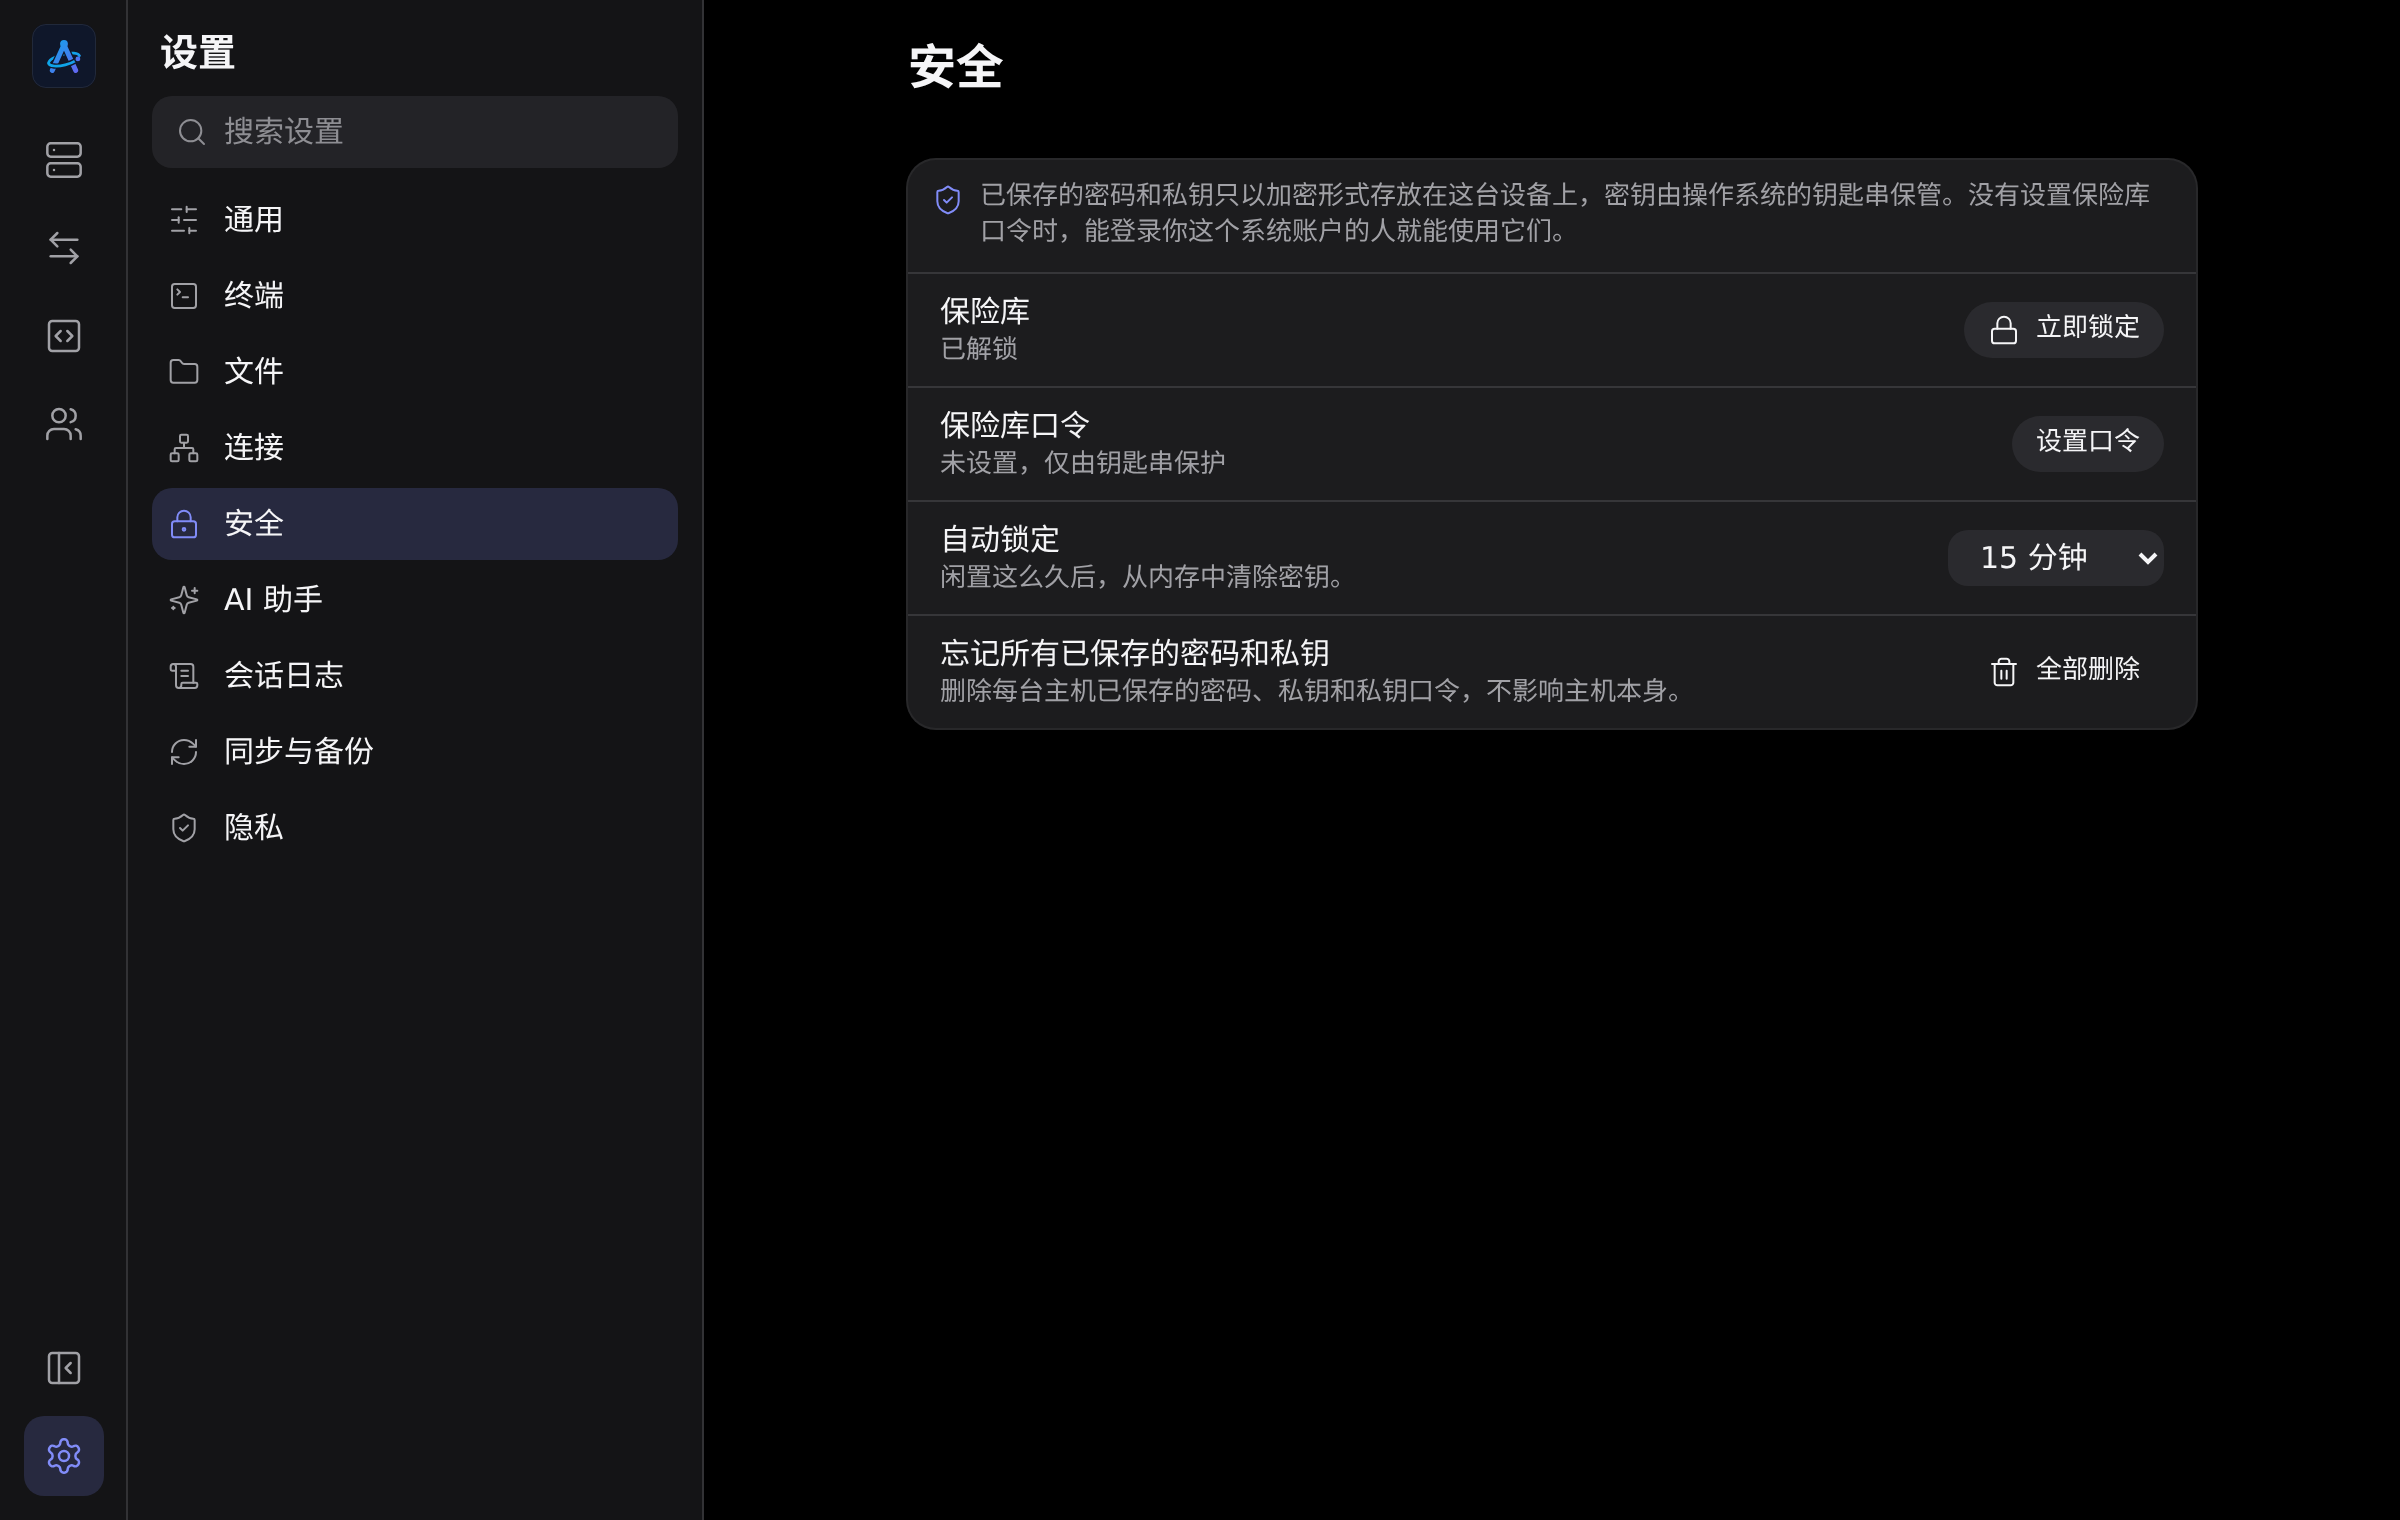 设置
搜索设置
通用
终端
文件
连接
安全
AI 助手
会话日志
同步与备份
隐私
安全
已保存的密码和私钥只以加密形式存放在这台设备上，密钥由操作系统的钥匙串保管。没有设置保险库
口令时，能登录你这个系统账户的人就能使用它们。
保险库
已解锁
立即锁定
保险库口令
未设置，仅由钥匙串保护
设置口令
自动锁定
闲置这么久后，从内存中清除密钥。
15 分钟
忘记所有已保存的密码和私钥
删除每台主机已保存的密码、私钥和私钥口令，不影响主机本身。
全部删除